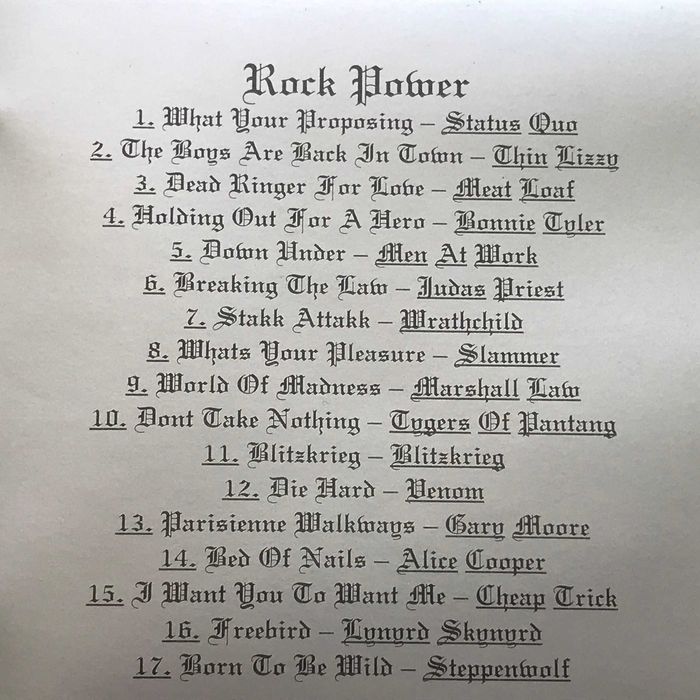 Rock Power
1. What Your Proposing – Status Quo
2. The Boys Are Back In Town – Thin Lizzy
3. Dead Ringer For Love – Meat Loaf
4. Holding Out For A Hero – Bonnie Tyler
5. Down Under – Men At Work
6. Breaking The Law – Judas Priest
7. Stakk Attakk – Wrathchild
8. Whats Your Pleasure – Slammer
9. World Of Madness – Marshall Law
10. Dont Take Nothing – Tygers Of Pantang
11. Blitzkrieg – Blitzkrieg
12. Die Hard – Venom
13. Parisienne Walkways – Gary Moore
14. Bed Of Nails – Alice Cooper
15. I Want You To Want Me – Cheap Trick
16. Freebird – Lynyrd Skynyrd
17. Born To Be Wild – Steppenwolf